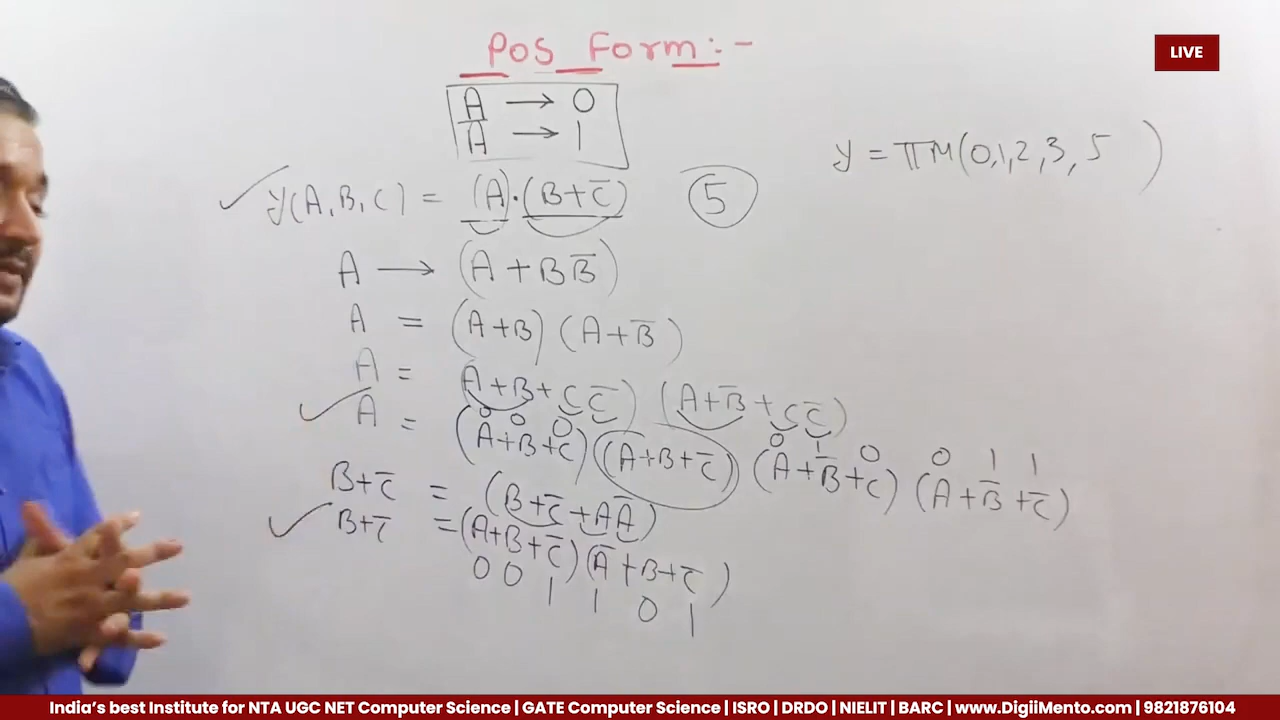 POS Form:-
LIVE
A → 0
Ā → 1
y = πM(0,1,2,3,5 )
y(A,B,C) = (A)·(B+C̅) 5
A → (A+BB̅)
A = (A+B) (A+B̅)
A = A+B+CC̅) (A+B̅+CC̅)
0 0 0 0 1 0 0 1 1
A = (A+B+C) (A+B+C̅) (A+B̅+C) (A+B̅+C̅)
B+C̅ = (B+C̅+AA̅)
B+C̅ =(A+B+C̅)(A̅+B+C̅)
0 0 1 1 0 1
India's best Institute for NTA UGC NET Computer Science | GATE Computer Science | ISRO | DRDO | NIELIT | BARC | www.DigiiMento.com | 9821876104